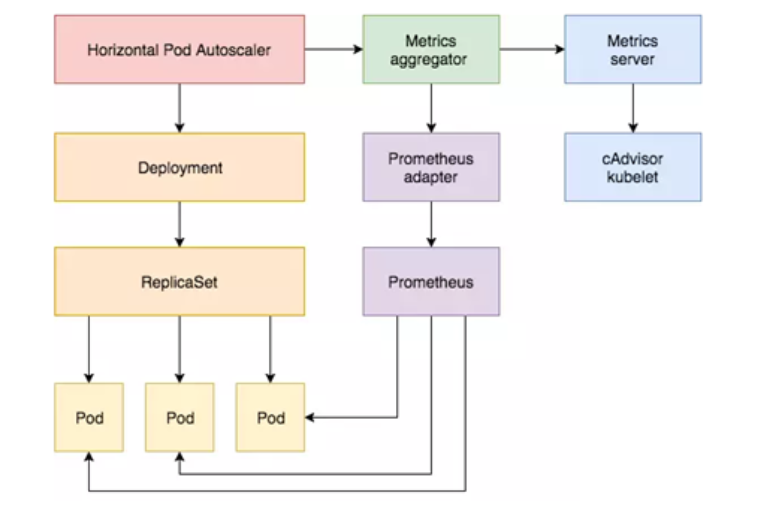 Horizontal Pod Autoscaler
Metrics
aggregator
Metrics
server
Deployment
Prometheus
adapter
cAdvisor
kubelet
ReplicaSet
Prometheus
Pod
Pod
Pod